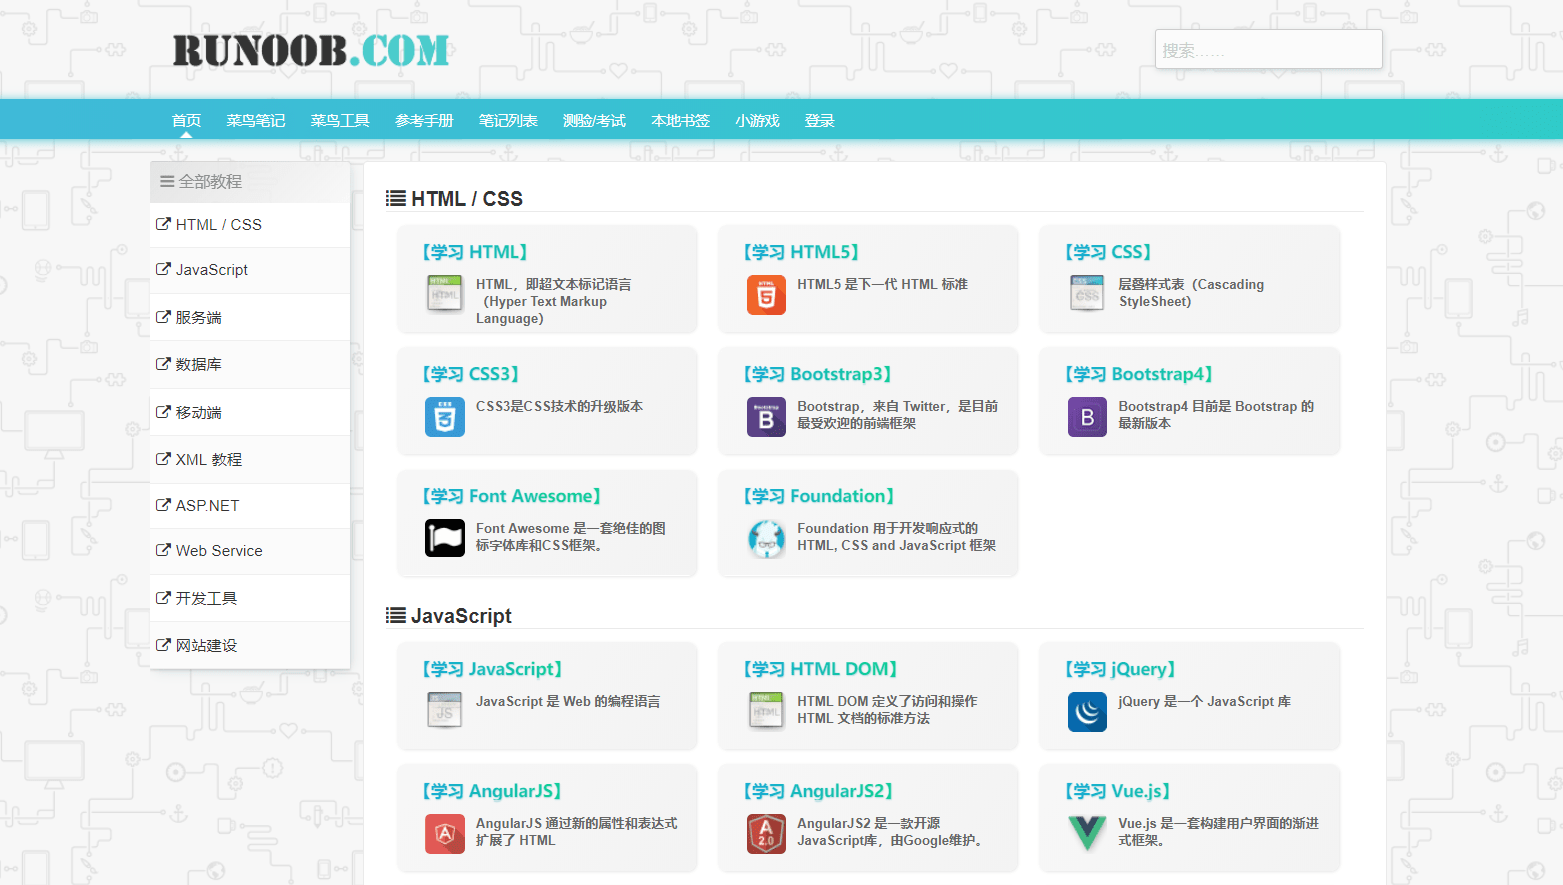 RUNOOB.COM
搜索……
首页 菜鸟笔记 菜鸟工具 参考手册 笔记列表 测验/考试 本地书签 小游戏 登录
全部教程
HTML / CSS
JavaScript
服务端
数据库
移动端
XML 教程
ASP.NET
Web Service
开发工具
网站建设
HTML / CSS
【学习 HTML】
HTML，即超文本标记语言
（Hyper Text Markup
Language）
【学习 HTML5】
HTML5 是下一代 HTML 标准
【学习 CSS】
层叠样式表（Cascading
StyleSheet）
【学习 CSS3】
CSS3是CSS技术的升级版本
【学习 Bootstrap3】
Bootstrap，来自 Twitter，是目前
最受欢迎的前端框架
【学习 Bootstrap4】
Bootstrap4 目前是 Bootstrap 的
最新版本
【学习 Font Awesome】
Font Awesome 是一套绝佳的图
标字体库和CSS框架。
【学习 Foundation】
Foundation 用于开发响应式的
HTML, CSS and JavaScript 框架
JavaScript
【学习 JavaScript】
JavaScript 是 Web 的编程语言
【学习 HTML DOM】
HTML DOM 定义了访问和操作
HTML 文档的标准方法
【学习 jQuery】
jQuery 是一个 JavaScript 库
【学习 AngularJS】
AngularJS 通过新的属性和表达式
扩展了 HTML
【学习 AngularJS2】
AngularJS2 是一款开源
JavaScript库，由Google维护。
【学习 Vue.js】
Vue.js 是一套构建用户界面的渐进
式框架。